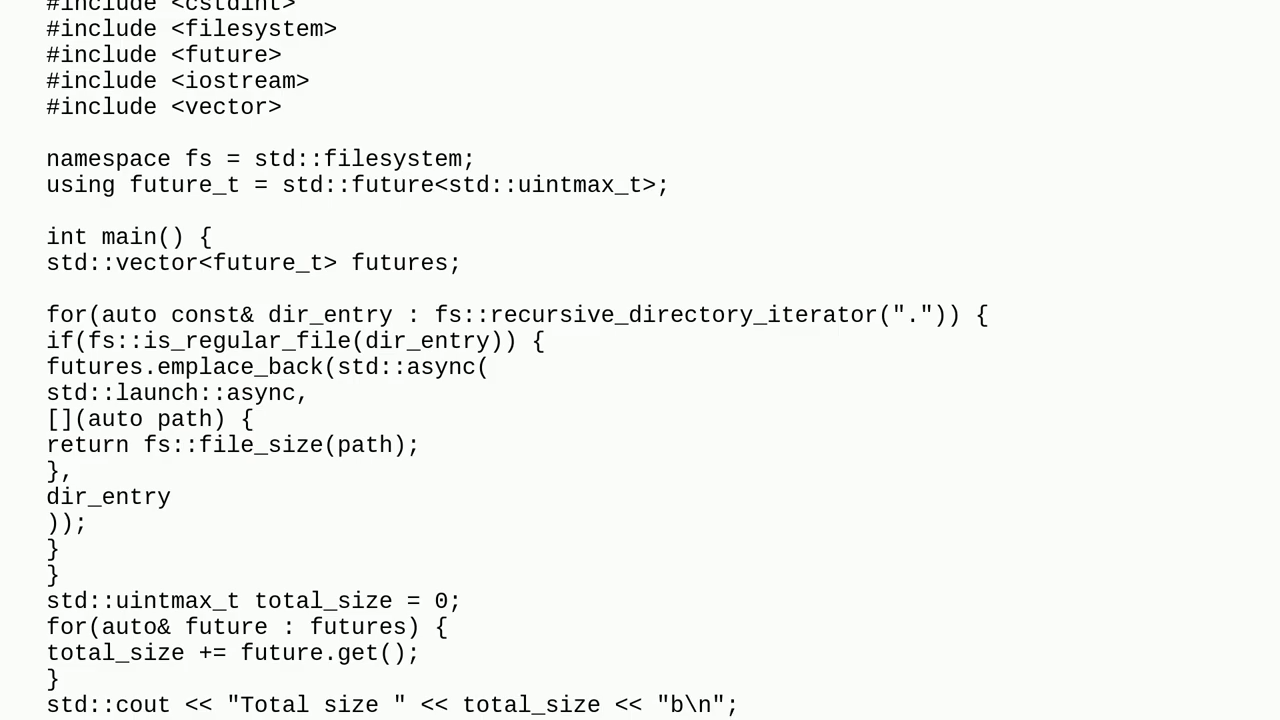 #include <cstdint>
#include <filesystem>
#include <future>
#include <iostream>
#include <vector>
namespace fs = std::filesystem;
using future_t = std::future<std::uintmax_t>;
int main() {
std::vector<future_t> futures;
for(auto const& dir_entry : fs::recursive_directory_iterator(".")) {
if(fs::is_regular_file(dir_entry)) {
futures.emplace_back(std::async(
std::launch::async,
[](auto path) {
return fs::file_size(path);
},
dir_entry
));
}
}
std::uintmax_t total_size = 0;
for(auto& future : futures) {
total_size += future.get();
}
std::cout << "Total size " << total_size << "b\n";